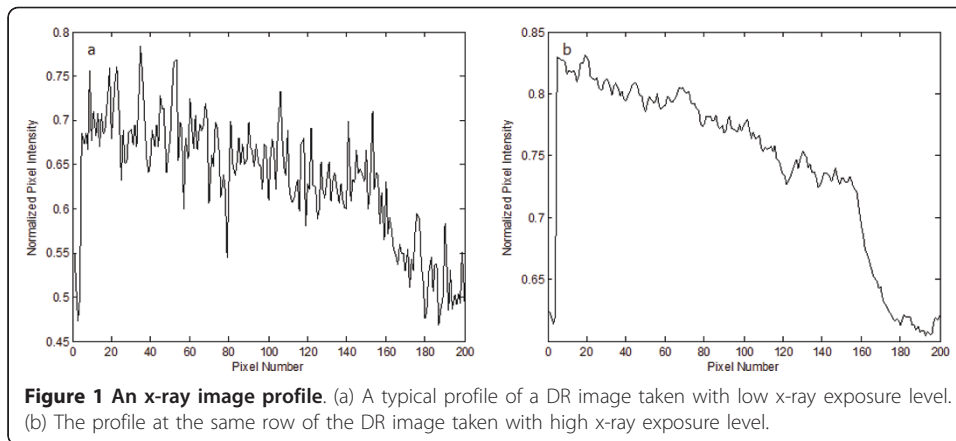 a
0.8
0.75
0.7
0.65
0.6
0.55
0.5
0.45
Normalized Pixel Intensity
0 20 40 60 80 100 120 140 160 180 200
Pixel Number
b
0.85
0.8
0.75
0.7
0.65
Normalized Pixel Intensity
0 20 40 60 80 100 120 140 160 180 200
Pixel Number
Figure 1 An x-ray image profile. (a) A typical profile of a DR image taken with low x-ray exposure level.
(b) The profile at the same row of the DR image taken with high x-ray exposure level.